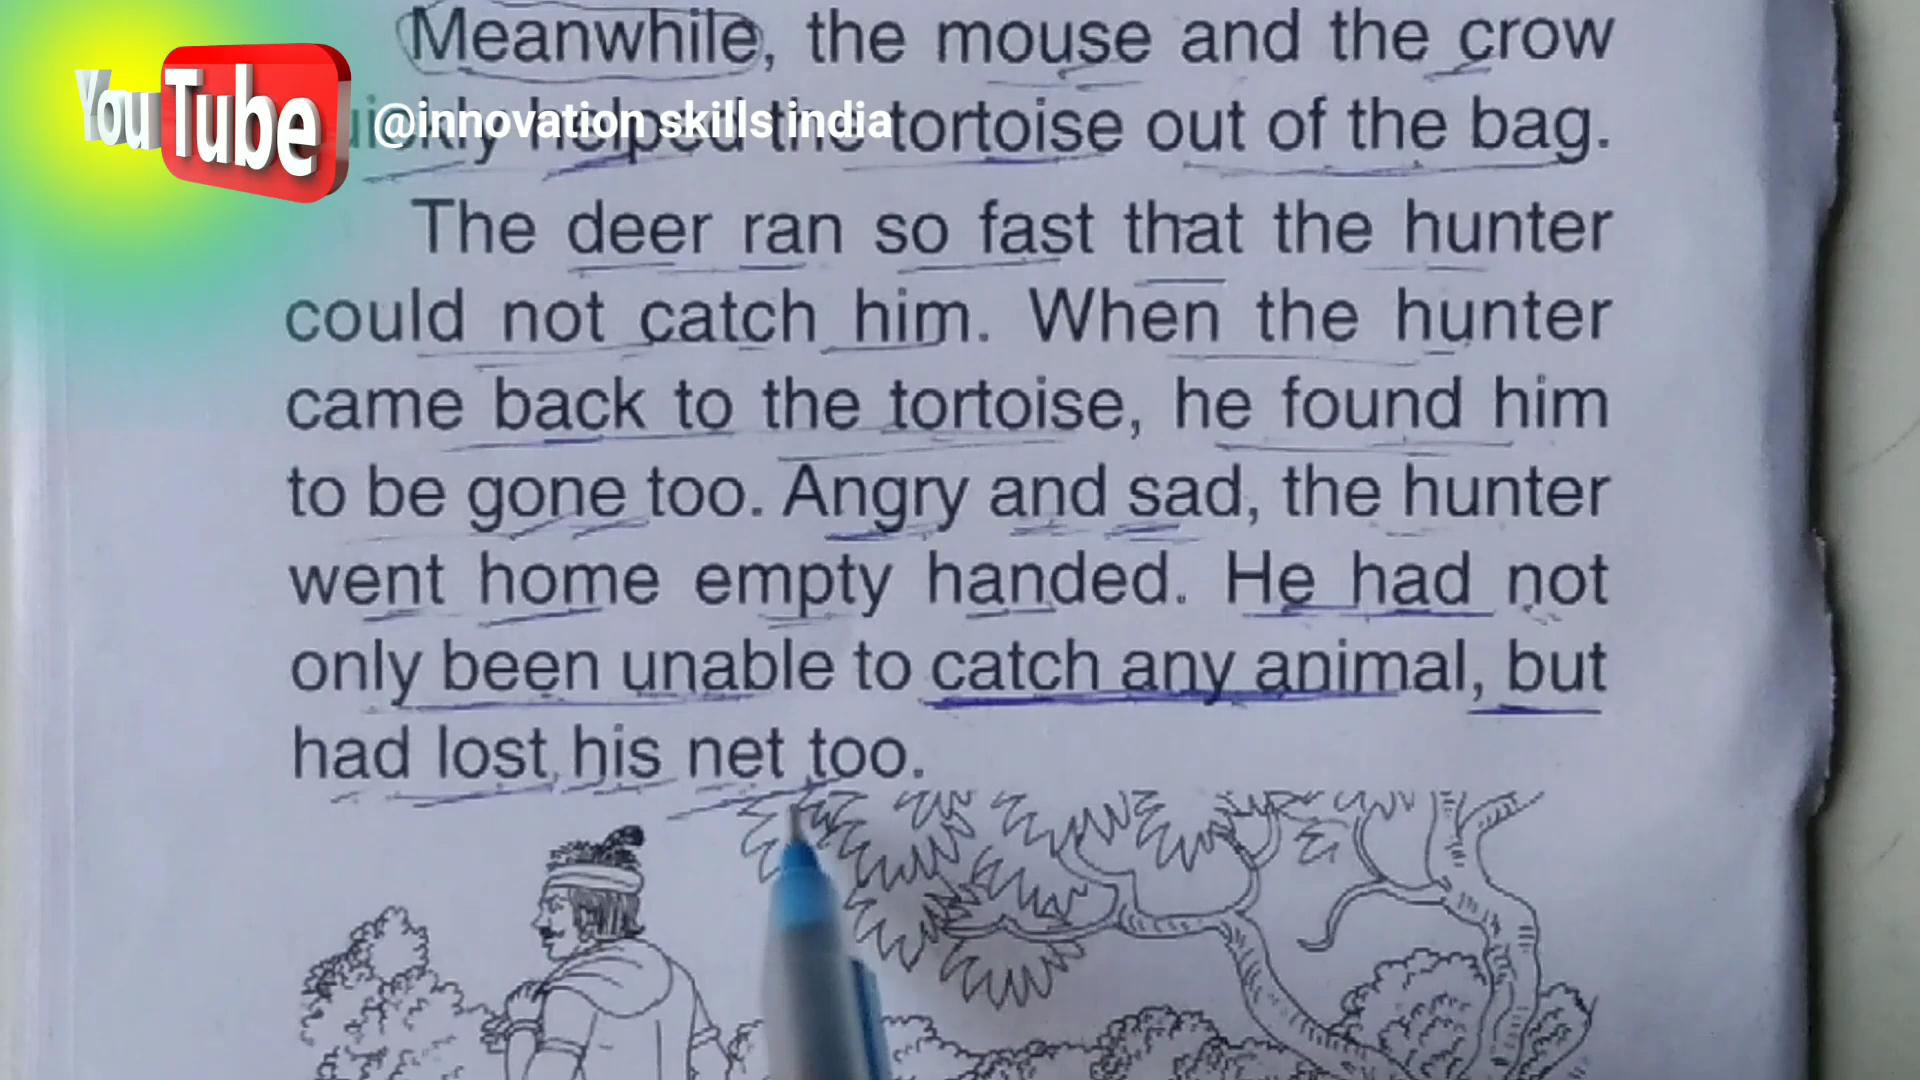 Meanwhile, the mouse and the crow
YouTube @innovation skills india
helped the tortoise out of the bag.
The deer ran so fast that the hunter
could not catch him. When the hunter
came back to the tortoise, he found him
to be gone too. Angry and sad, the hunter
went home empty handed. He had not
only been unable to catch any animal, but
had lost his net too.